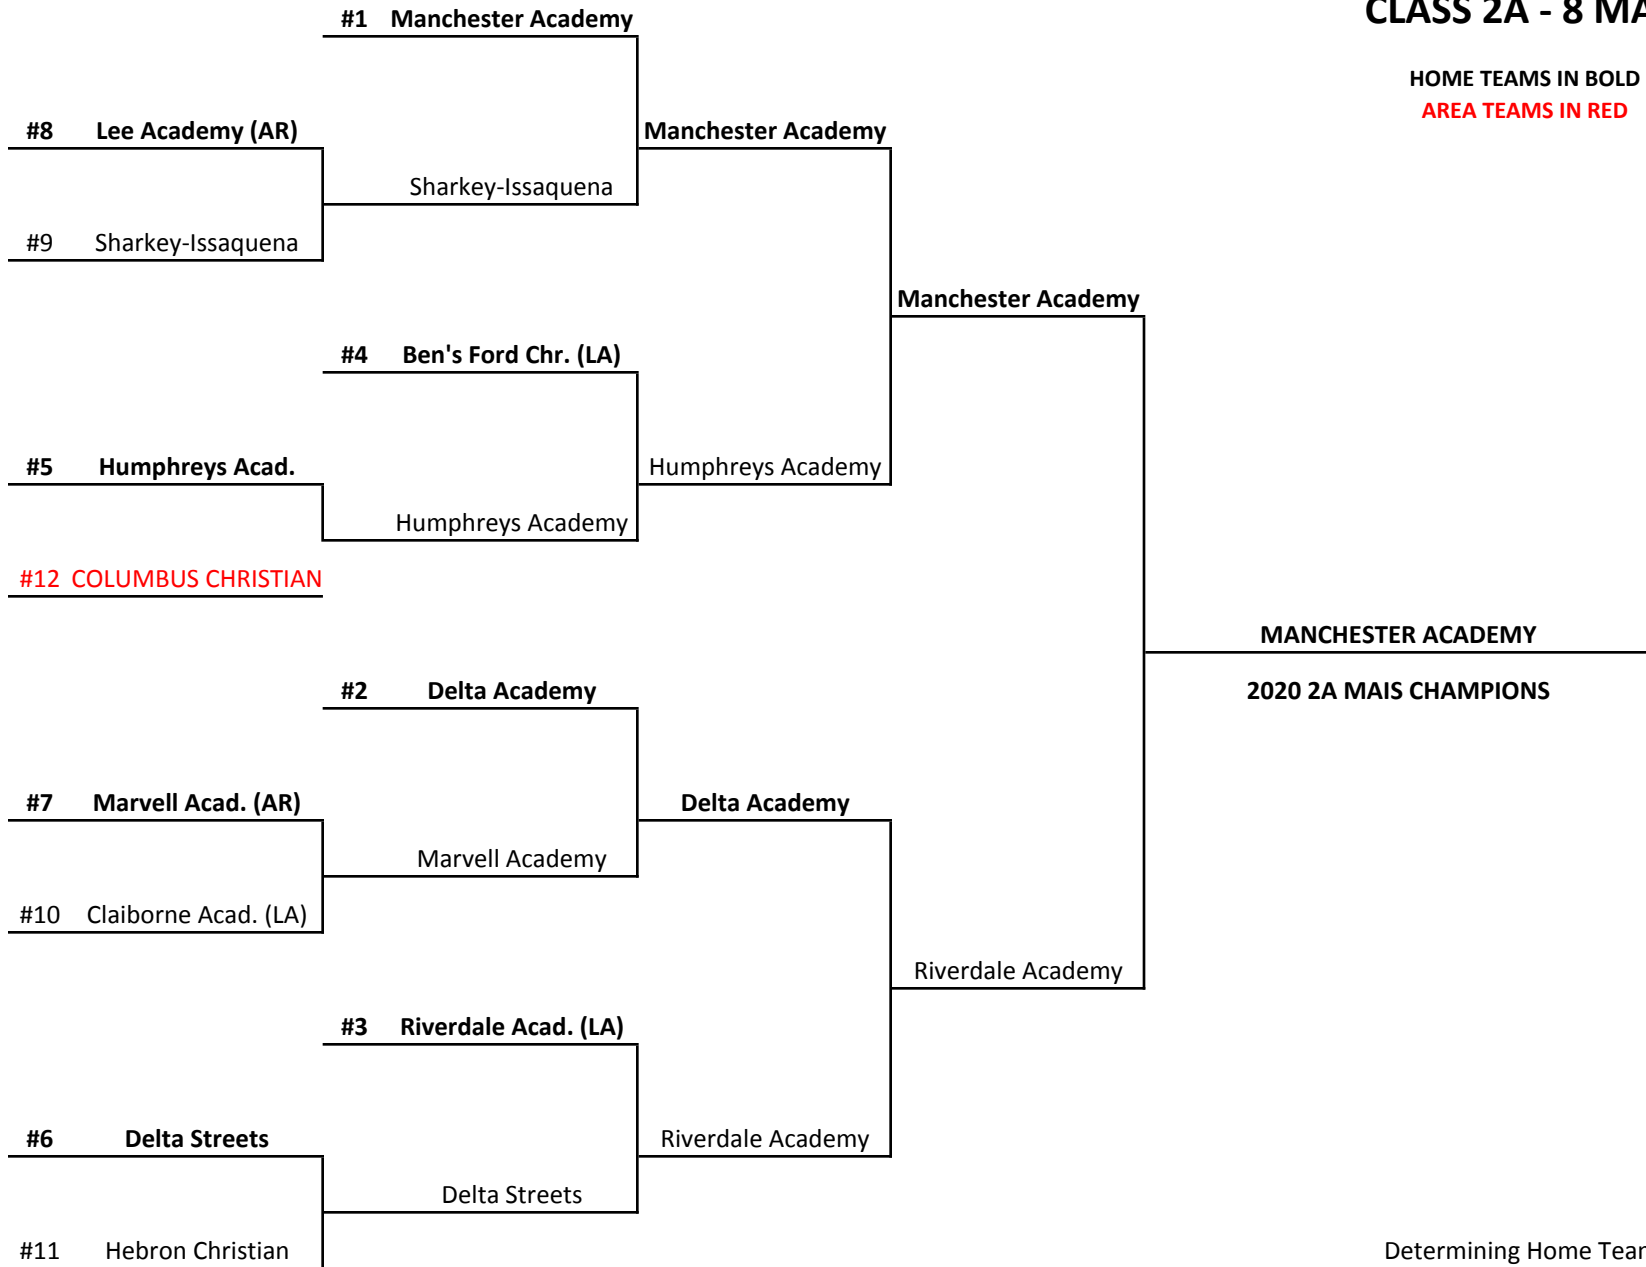 #1 Manchester Academy
CLASS 2A - 8 MA
HOME TEAMS IN BOLD
AREA TEAMS IN RED
#8 Lee Academy (AR)
Manchester Academy
Sharkey-Issaquena
#9 Sharkey-Issaquena
Manchester Academy
#4 Ben's Ford Chr. (LA)
#5 Humphreys Acad.
Humphreys Academy
Humphreys Academy
#12 COLUMBUS CHRISTIAN
MANCHESTER ACADEMY
#2 Delta Academy
2020 2A MAIS CHAMPIONS
#7 Marvell Acad. (AR)
Delta Academy
Marvell Academy
#10 Claiborne Acad. (LA)
Riverdale Academy
#3 Riverdale Acad. (LA)
#6 Delta Streets
Riverdale Academy
Delta Streets
#11 Hebron Christian
Determining Home Tear